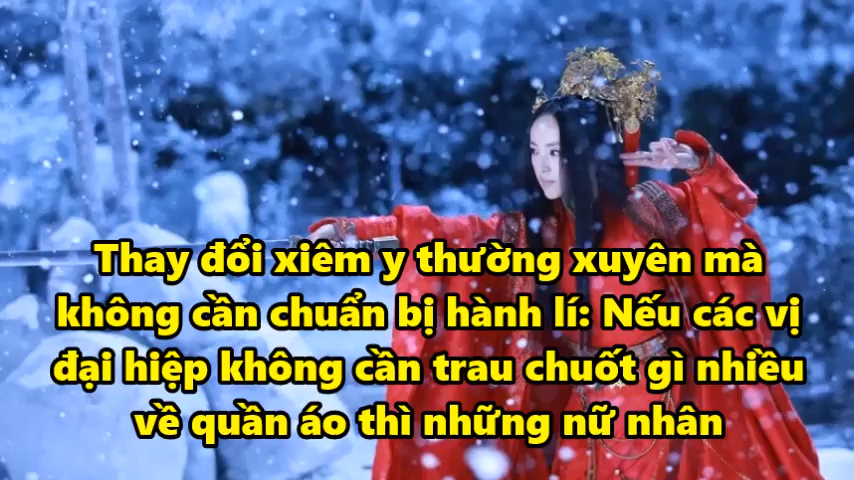 Thay đổi xiêm y thường xuyên mà
không cần chuẩn bị hành lí: Nếu các vị
đại hiệp không cần trau chuốt gì nhiều
về quần áo thì những nữ nhân